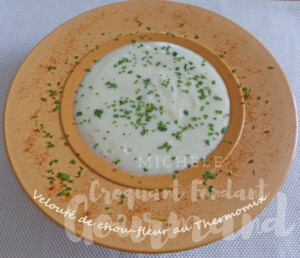 MICHELE
Croquant Fondant
Gourmand
Velouté de chou-fleur au Thermomix